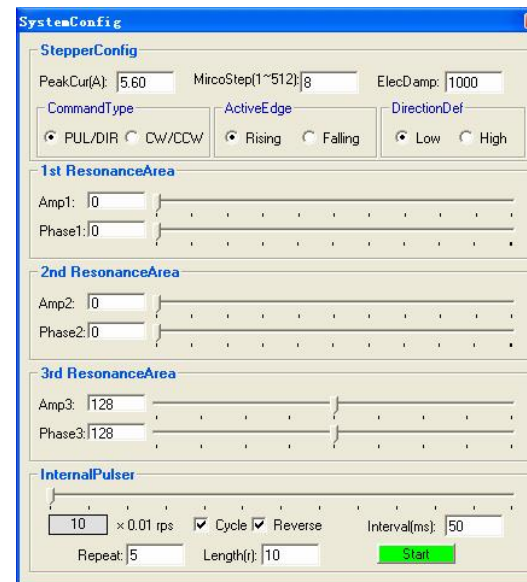 SystemConfig
StepperConfig
PeakCur(A): 5.60 MircoStep(1~512): 8 ElecDamp: 1000
CommandType ActiveEdge DirectionDef
PUL/DIR CW/CCW Rising Falling Low High
1st ResonanceArea
Amp1: 0
Phase1: 0
2nd ResonanceArea
Amp2: 0
Phase2: 0
3rd ResonanceArea
Amp3: 128
Phase3: 128
InternalPulser
10 × 0.01 rps Cycle Reverse Interval(ms): 50
Repeat: 5 Length(r): 10 Start